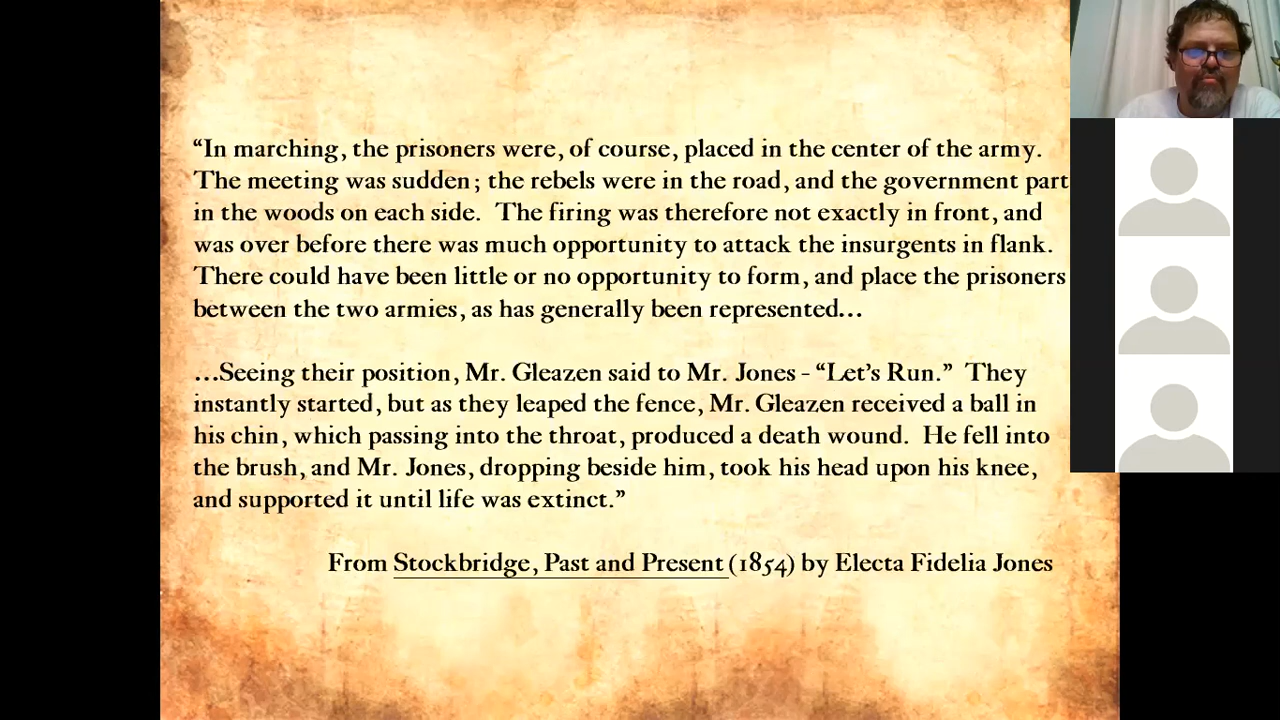 “In marching, the prisoners were, of course, placed in the center of the army.
The meeting was sudden; the rebels were in the road, and the government part
in the woods on each side.  The firing was therefore not exactly in front, and
was over before there was much opportunity to attack the insurgents in flank.
There could have been little or no opportunity to form, and place the prisoners
between the two armies, as has generally been represented…
…Seeing their position, Mr. Gleazen said to Mr. Jones - “Let’s Run.”  They
instantly started, but as they leaped the fence, Mr. Gleazen received a ball in
his chin, which passing into the throat, produced a death wound.  He fell into
the brush, and Mr. Jones, dropping beside him, took his head upon his knee,
and supported it until life was extinct.”
From Stockbridge, Past and Present (1854) by Electa Fidelia Jones